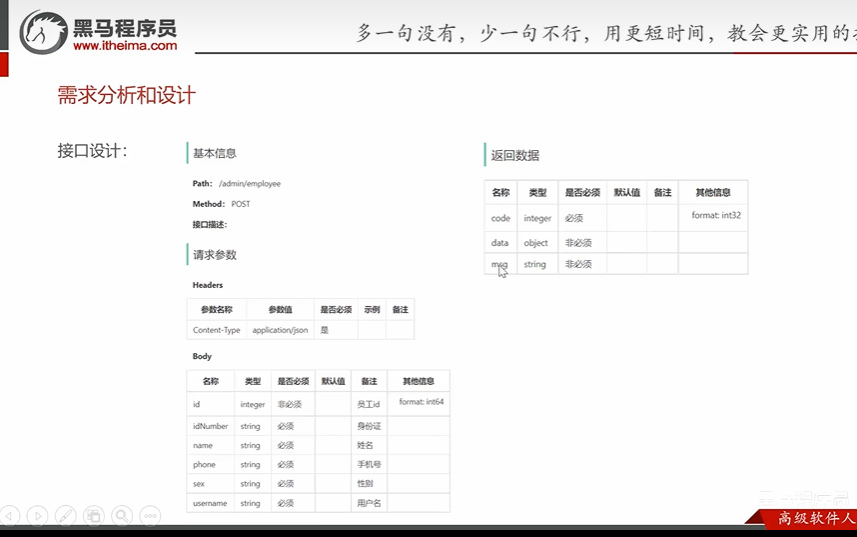 黑马程序员
www.itheima.com
多一句没有，少一句不行，用更短时间，教会更实用的
需求分析和设计
接口设计：
基本信息
Path： /admin/employee
Method： POST
接口描述：
请求参数
Headers
参数名称 参数值 是否必须 示例 备注
Content-Type application/json 是
Body
名称 类型 是否必须 默认值 备注 其他信息
id integer 非必须 员工id format: int64
idNumber string 必须 身份证
name string 必须 姓名
phone string 必须 手机号
sex string 必须 性别
username string 必须 用户名
返回数据
名称 类型 是否必须 默认值 备注 其他信息
code integer 必须 format: int32
data object 非必须
msg string 非必须
高级软件人